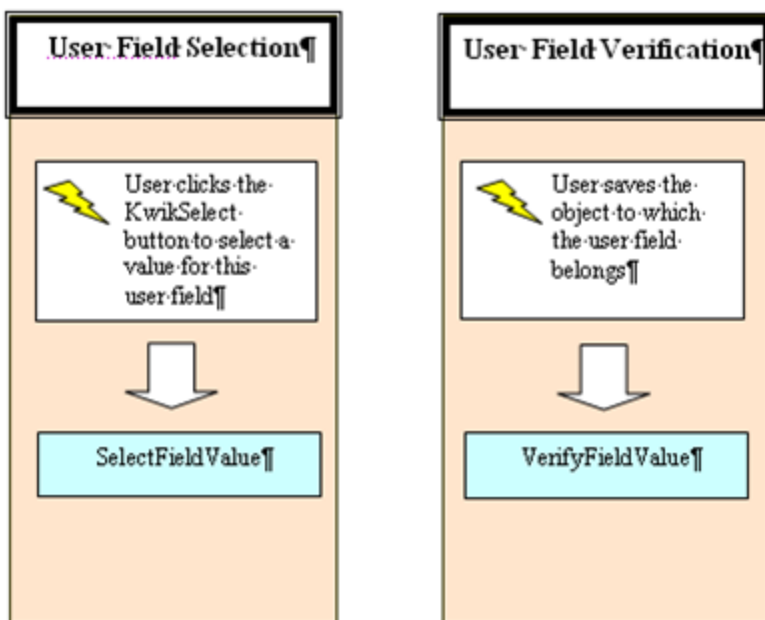 User Field Selection¶
User clicks the
KwikSelect
button to select a
value for this
user field¶
SelectFieldValue¶
User Field Verification¶
User saves the
object to which
the user field
belongs¶
VerifyFieldValue¶